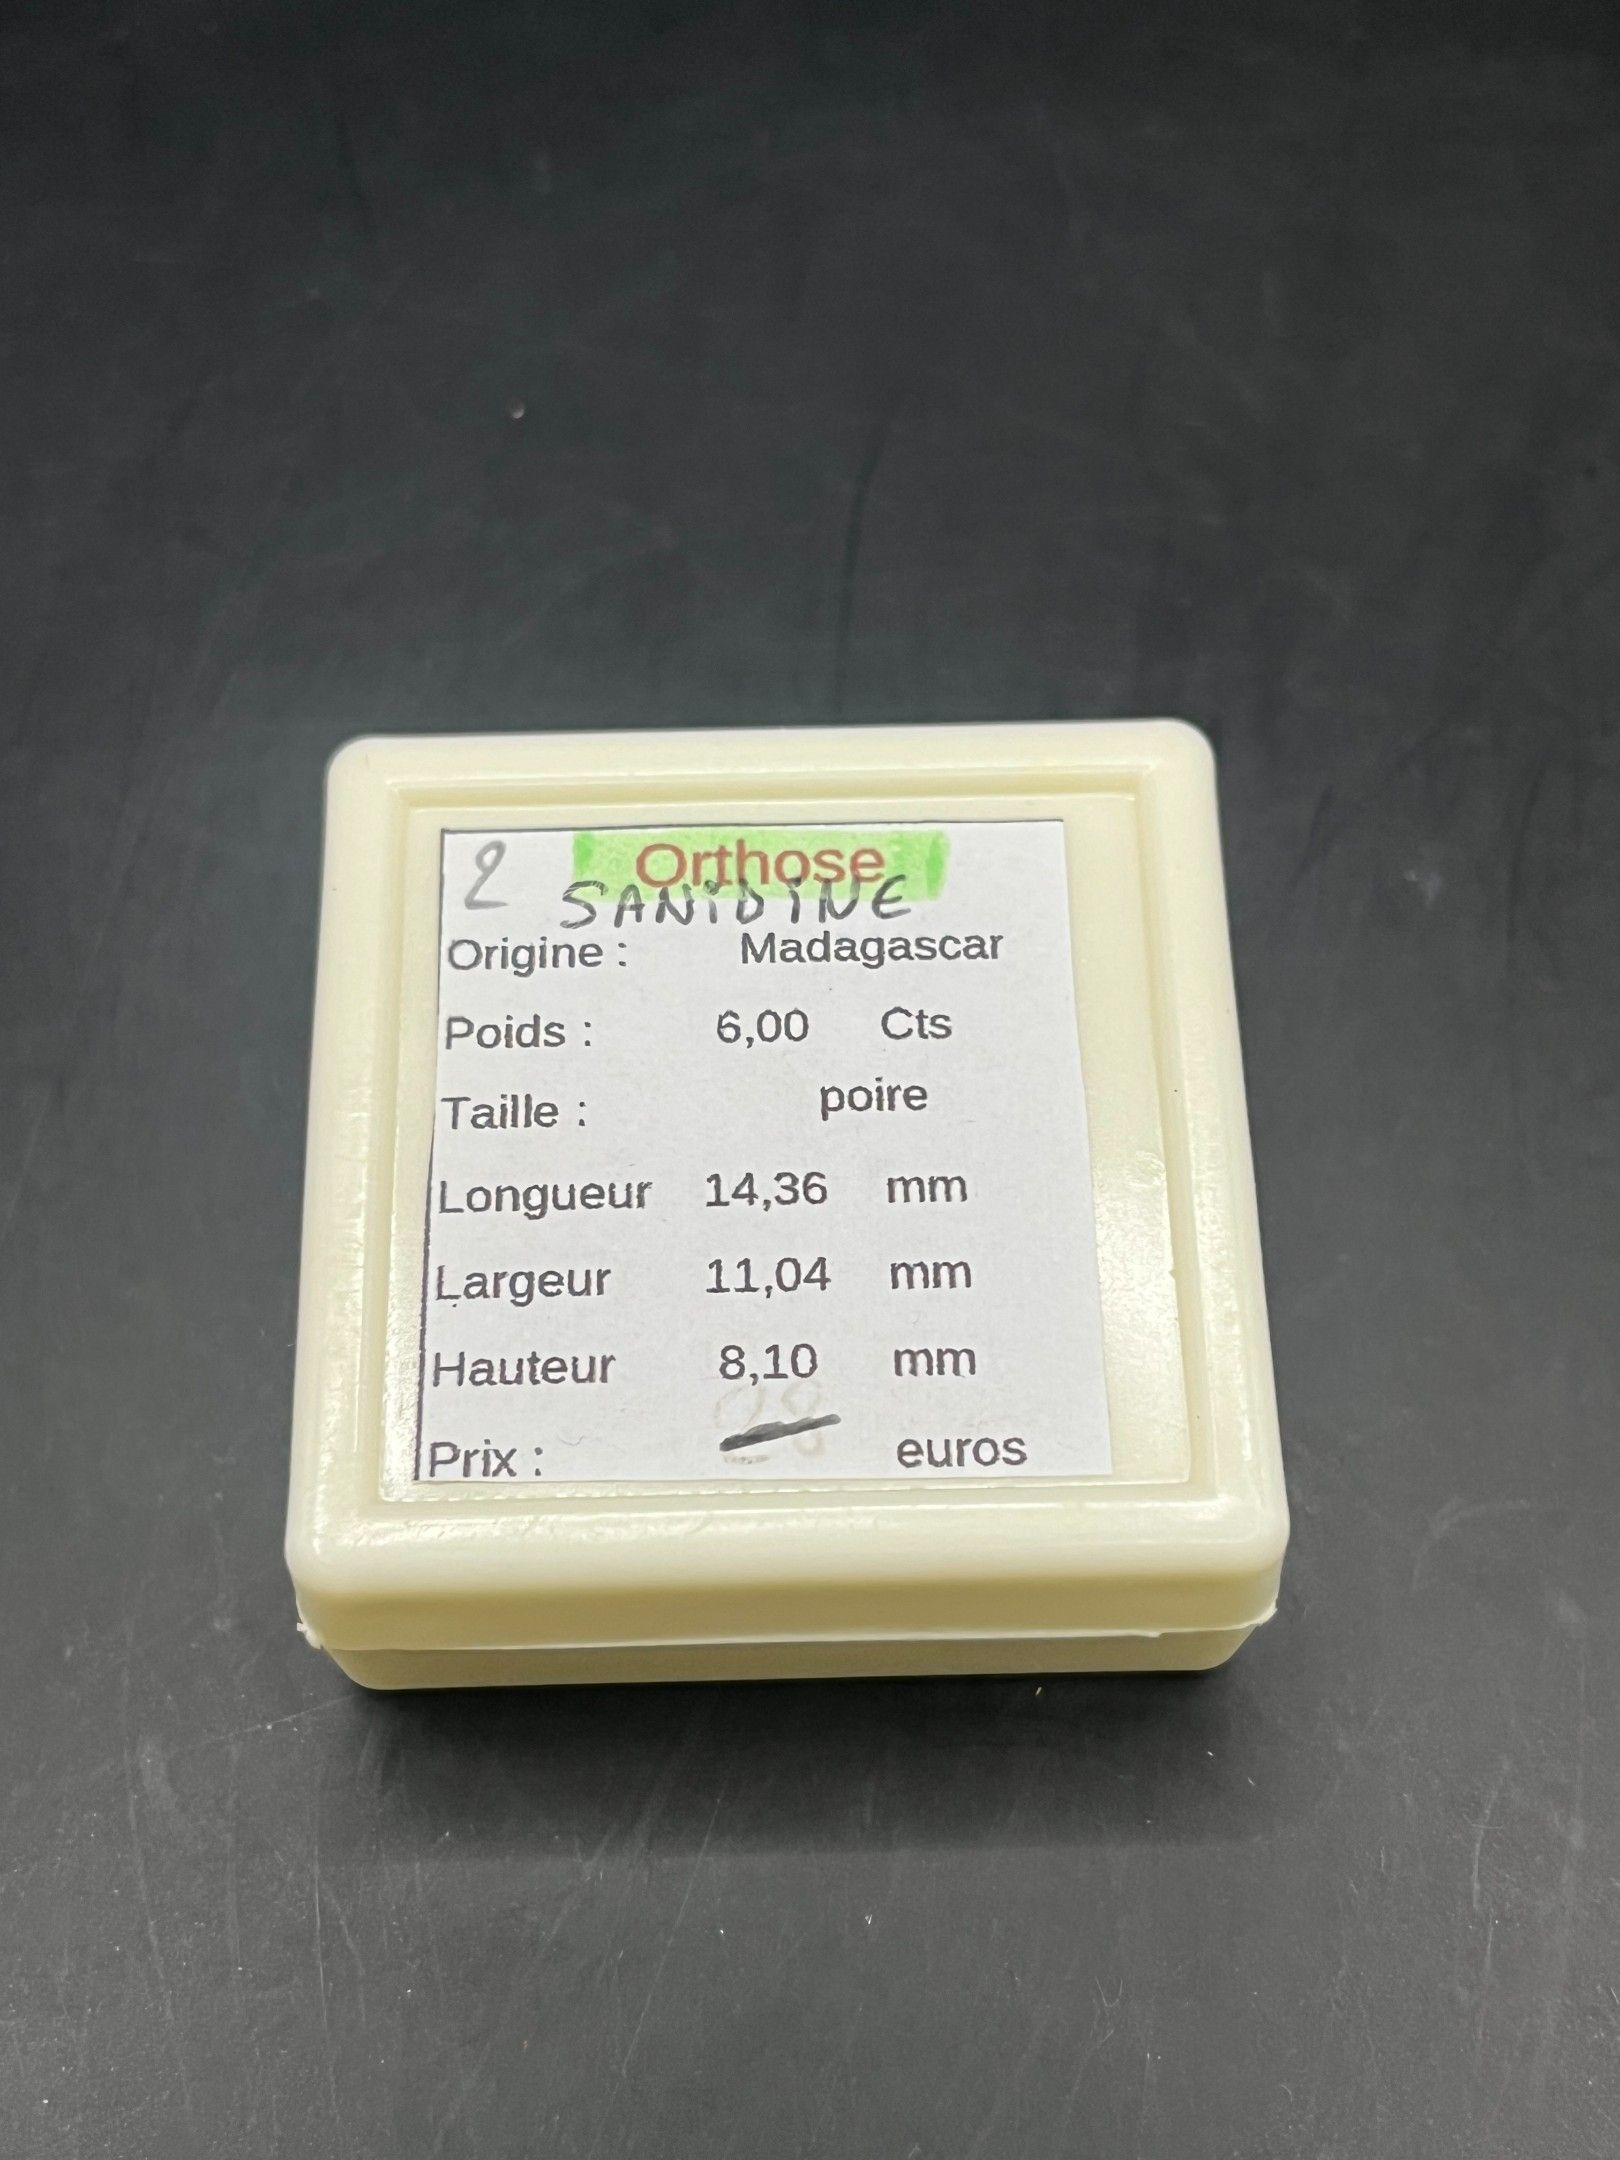 2 Orthose
SANIDINE
Origine : Madagascar
Poids : 6,00 Cts
Taille : poire
Longueur 14,36 mm
Largeur 11,04 mm
Hauteur 8,10 mm
Prix : euros